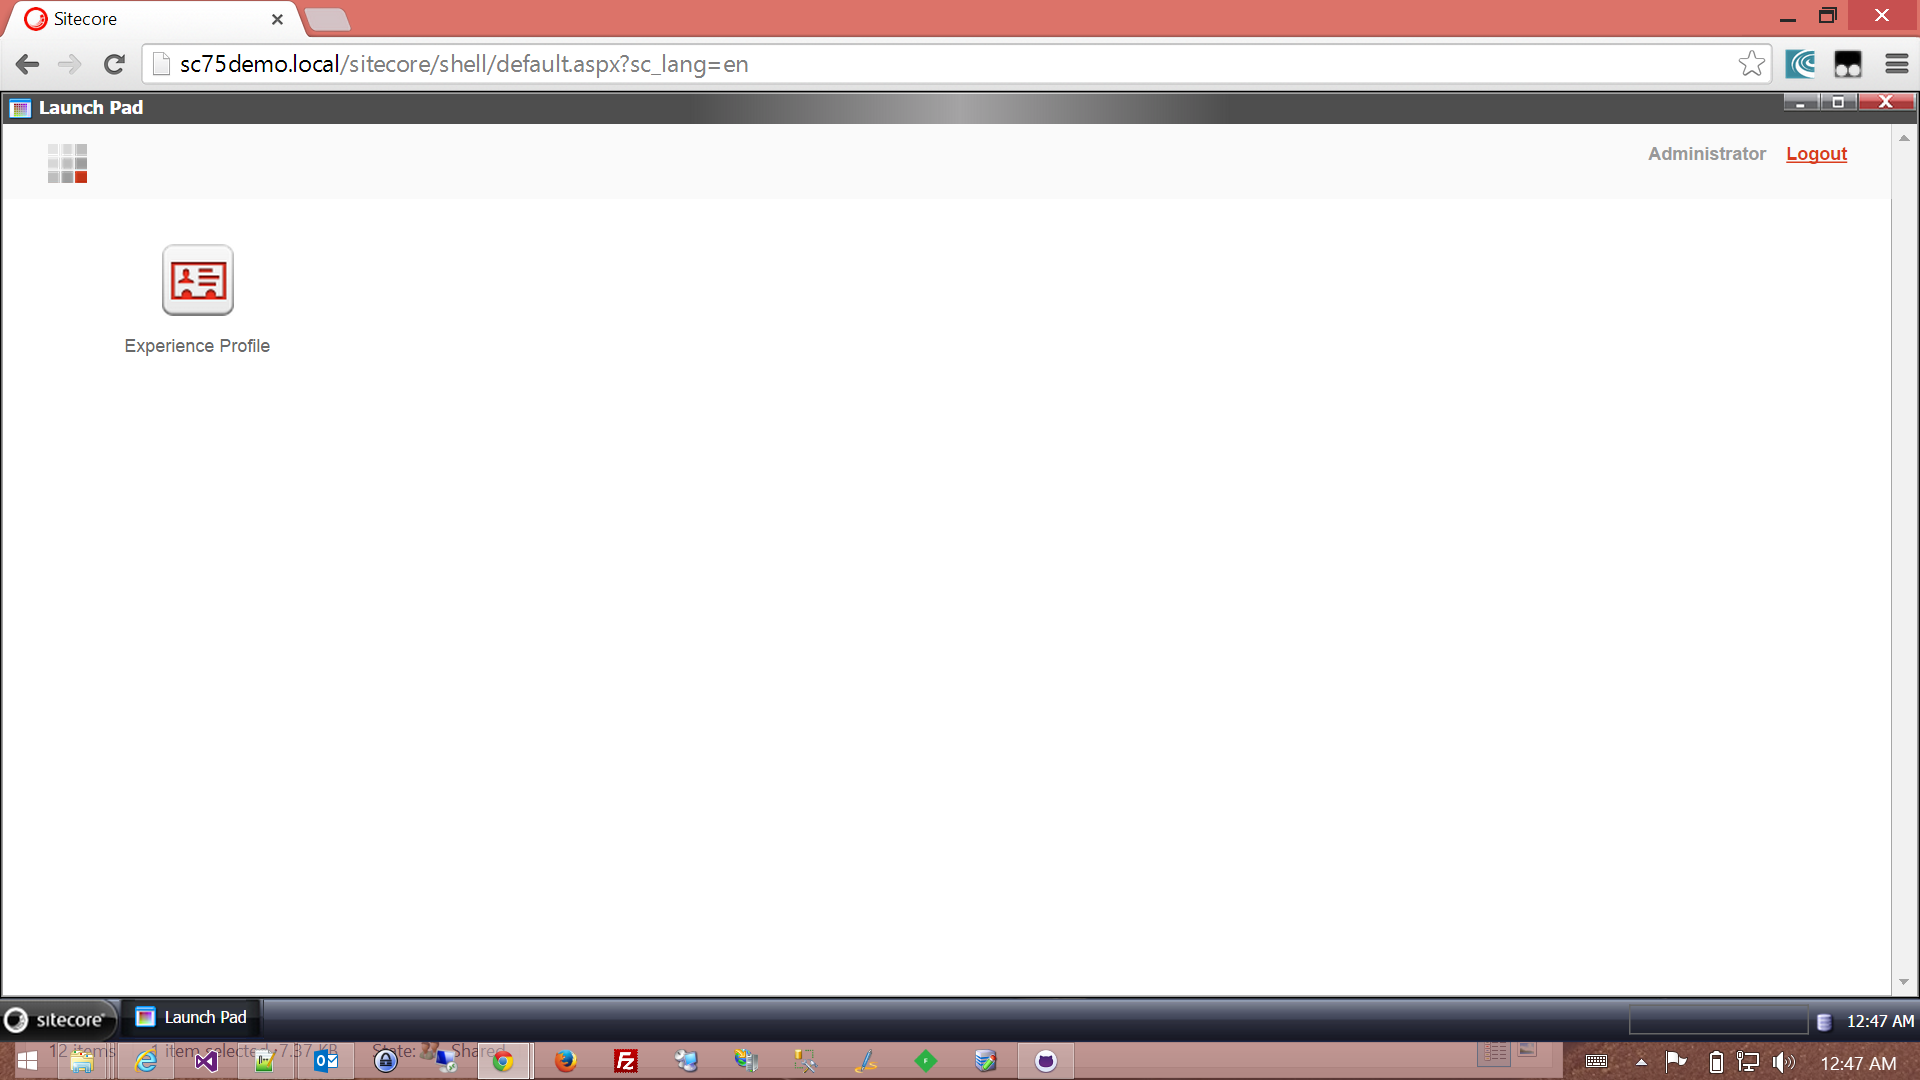 Sitecore
sc75demo.local/sitecore/shell/default.aspx?sc_lang=en
Launch Pad
Administrator Logout
Experience Profile
sitecore Launch Pad 12:47 AM
12 items 1 item selected 7.37 KB State: Shared
12:47 AM